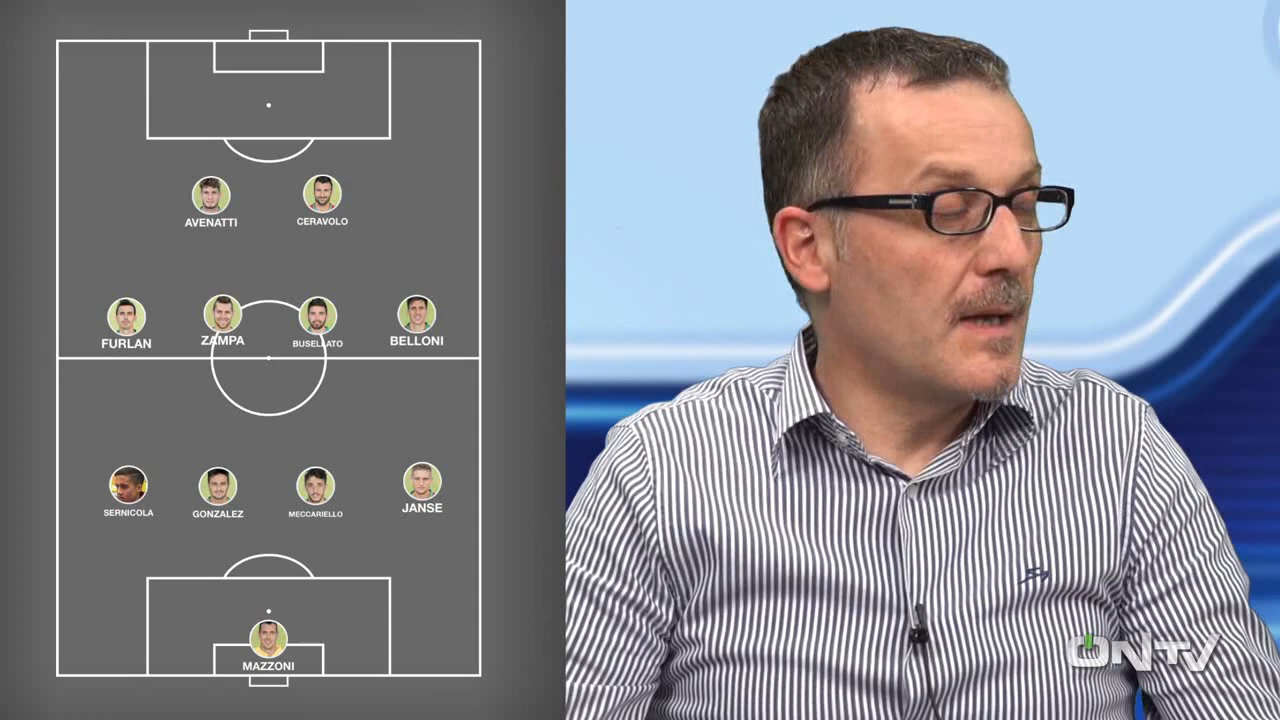 AVENATTI
CERAVOLO
FURLAN
ZAMPA
BUSELLATO
BELLONI
SERNICOLA
GONZALEZ
MECCARIELLO
JANSE
MAZZONI
ONTV